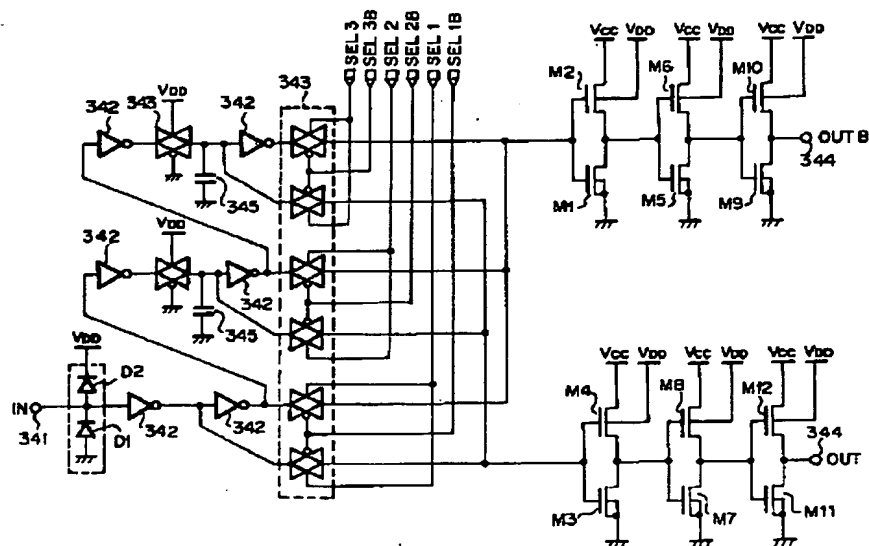 SEL 3
SEL 3B
SEL 2
SEL 2B
SEL 1
SEL 1B
VCC
VDD
VCC
VDD
VCC
VDD
M2
M6
M10
342
343
VDD
342
343
OUT B
344
M1
M5
M9
345
342
VDD
342
345
VDD
D2
IN
341
D1
342
342
VCC
VDD
VCC
VDD
VCC
VDD
M4
M8
M12
344
OUT
M3
M7
M11